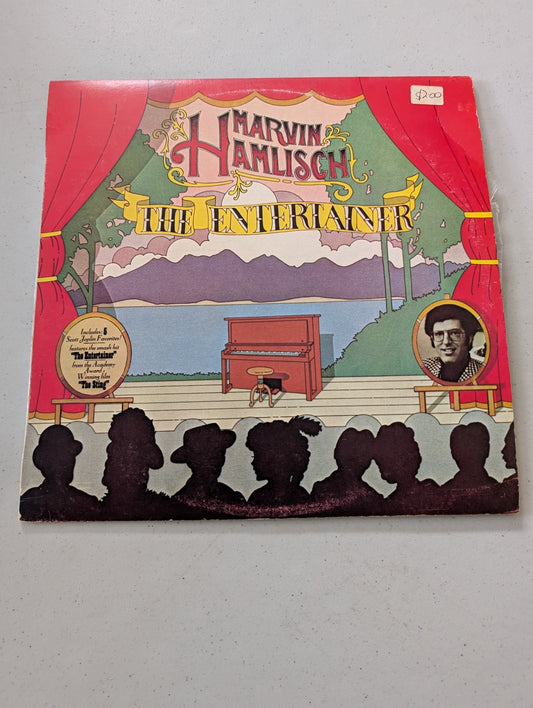 $2.00
MARVIN
HAMLISCH
THE ENTERTAINER
Includes: 5
Scott Joplin Favorites
features the smash hit
"The Entertainer"
from the Academy
Award
Winning film
"The Sting"